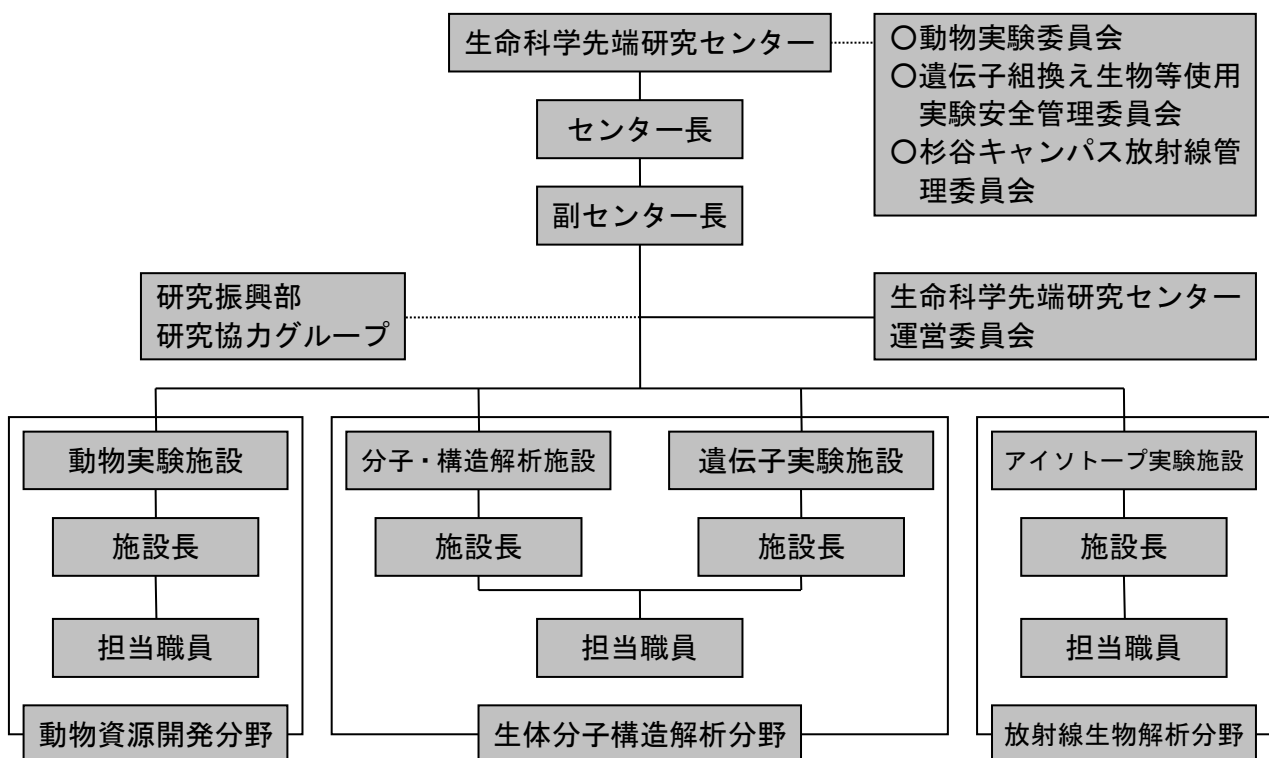 生命科学先端研究センター
〇動物実験委員会
〇遺伝子組換え生物等使用
実験安全管理委員会
〇杉谷キャンパス放射線管
理委員会
センター長
副センター長
研究振興部
研究協力グループ
生命科学先端研究センター
運営委員会
動物実験施設
分子・構造解析施設
遺伝子実験施設
アイソトープ実験施設
施設長
施設長
施設長
施設長
担当職員
担当職員
担当職員
動物資源開発分野
生体分子構造解析分野
放射線生物解析分野